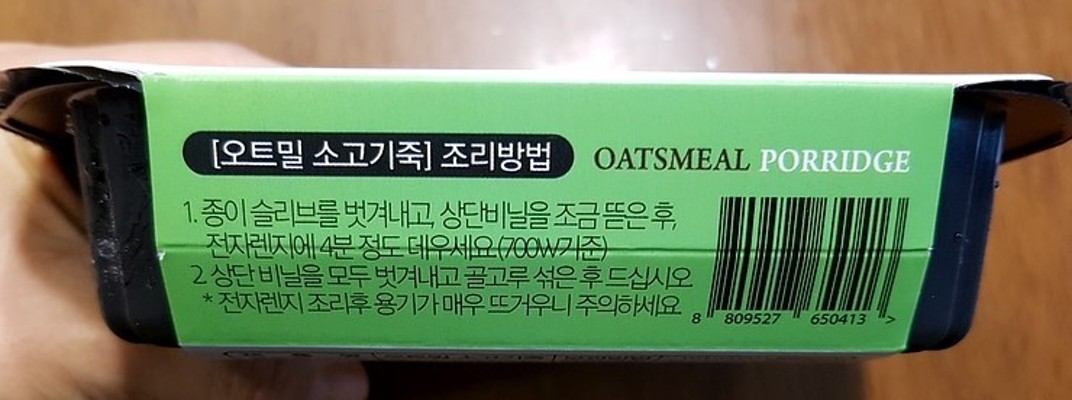 [오트밀 소고기죽] 조리방법 OATSMEAL PORRIDGE
1. 종이 슬리브를 벗겨내고, 상단비닐을 조금 뜯은 후,
전자렌지에 4분 정도 데우세요.(700W기준)
2. 상단 비닐을 모두 벗겨내고 골고루 섞은 후 드십시오
* 전자렌지 조리후 용기가 매우 뜨거우니 주의하세요.
8 809527 650413 >